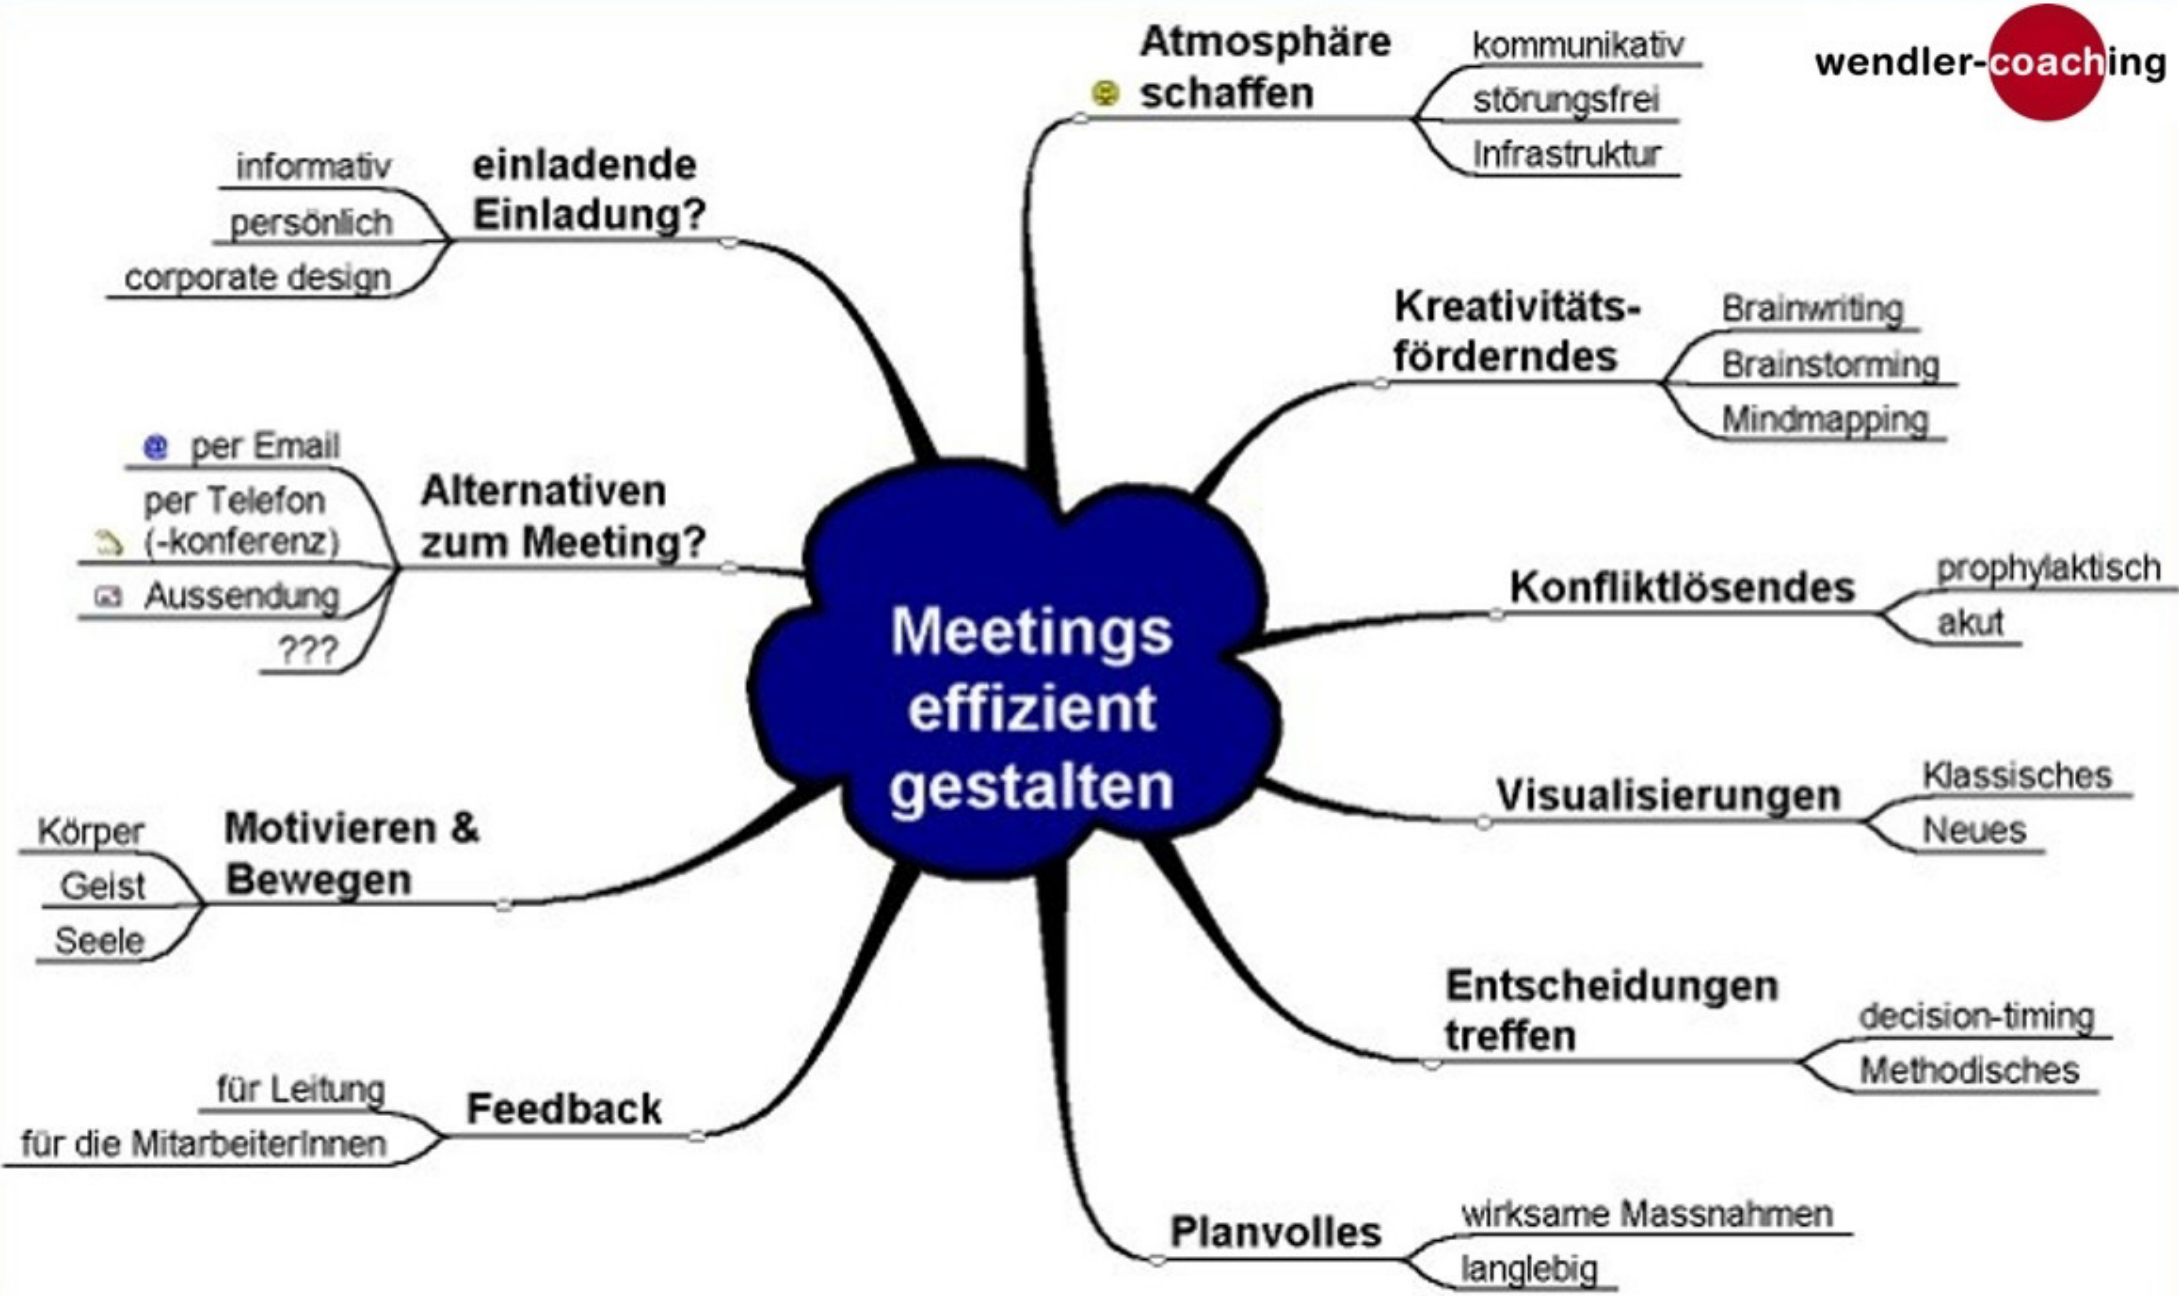 wendler-coaching
Atmosphäre
schaffen
kommunikativ
störungsfrei
Infrastruktur
Kreativitäts-
förderndes
Brainwriting
Brainstorming
Mindmapping
Konfliktlösendes
prophylaktisch
akut
Visualisierungen
Klassisches
Neues
Entscheidungen
treffen
decision-timing
Methodisches
Planvolles
wirksame Massnahmen
langlebig
Feedback
für Leitung
für die MitarbeiterInnen
Motivieren &
Bewegen
Körper
Geist
Seele
Alternativen
zum Meeting?
@ per Email
per Telefon
(-konferenz)
Aussendung
???
einladende
Einladung?
informativ
persönlich
corporate design
Meetings
effizient
gestalten